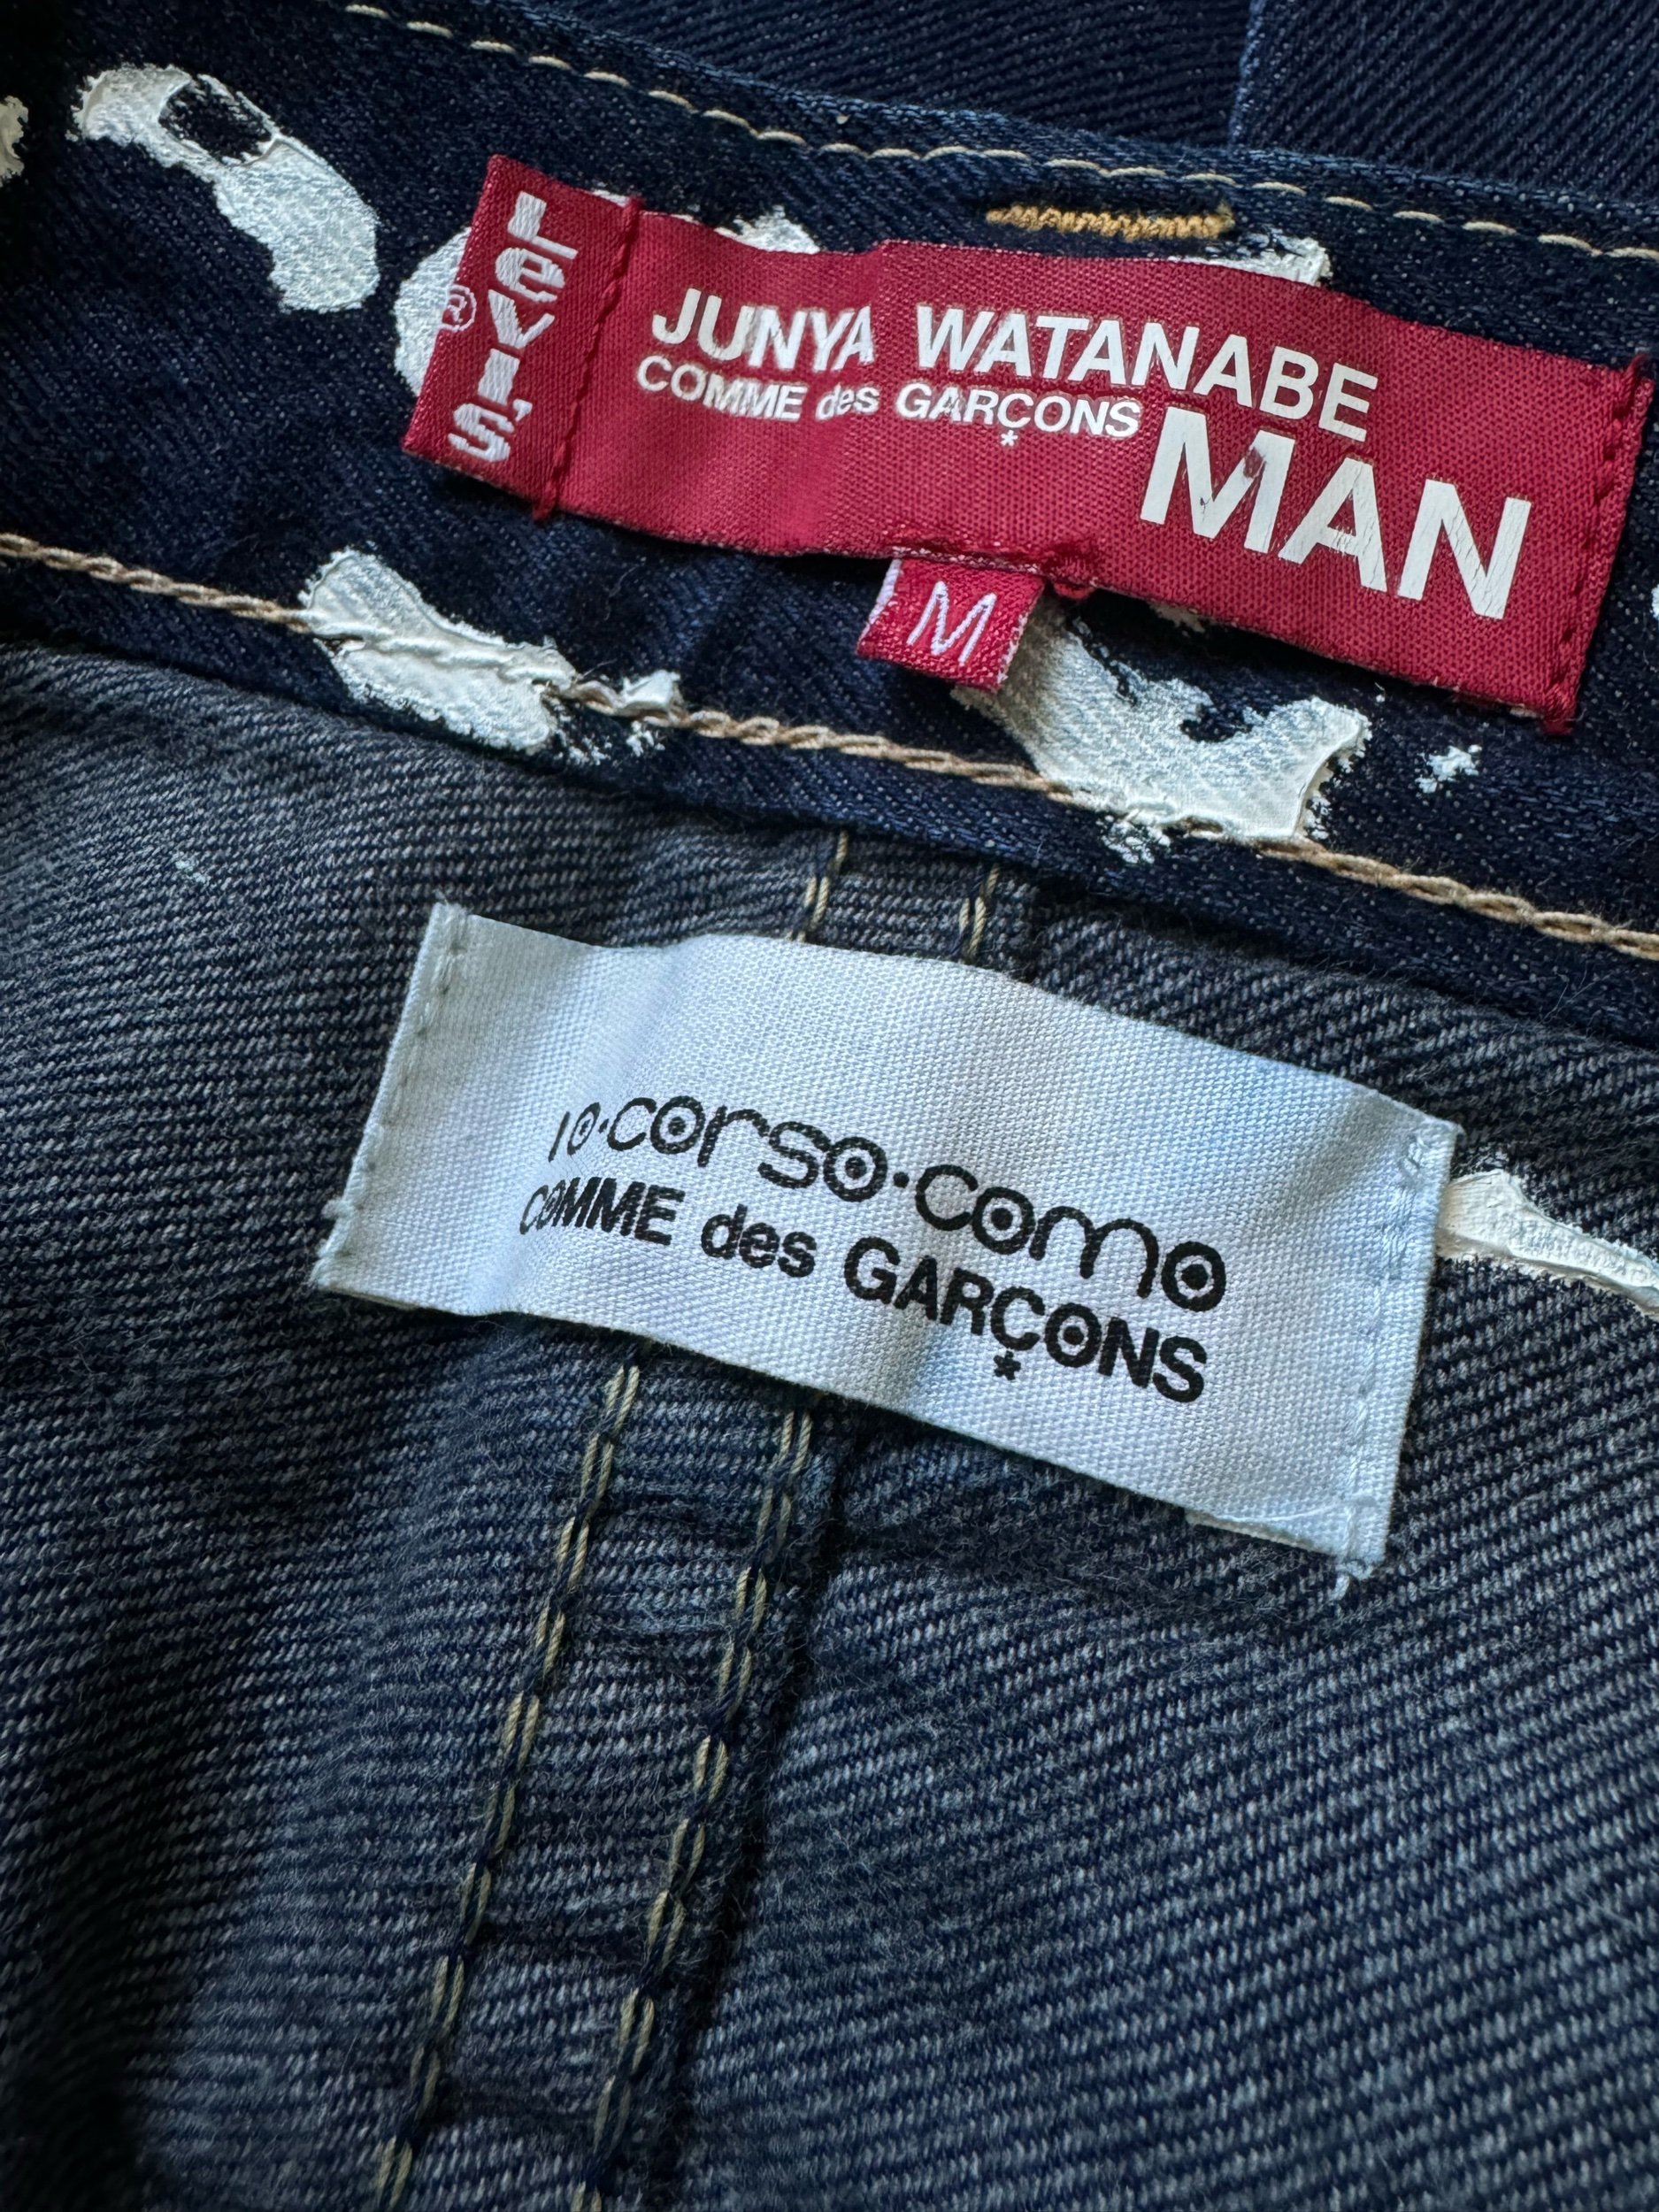 Levi's
®
JUNYA WATANABE
COMME des GARÇONS
MAN
M
10·corso·como
COMME des GARÇONS